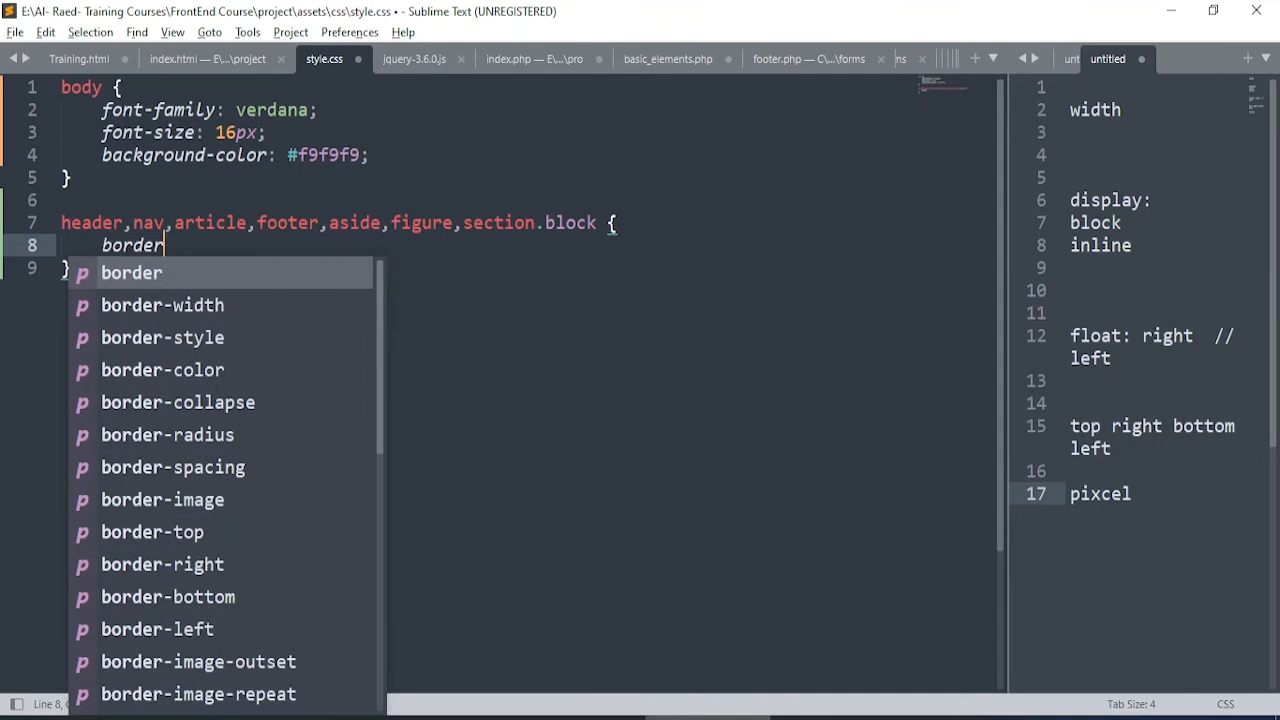 E:\AI- Raed- Training Courses\FrontEnd Course\project\assets\css\style.css • - Sublime Text (UNREGISTERED)
File Edit Selection Find View Goto Tools Project Preferences Help
Training.html index.html — E:\...\project style.css jquery-3.6.0.js index.php — E\...\pro basic_elements.php footer.php — C\...\forms ns unt untitled
1 body {
2 font-family: verdana;
3 font-size: 16px;
4 background-color: #f9f9f9;
5 }
6
7 header,nav,article,footer,aside,figure,section.block {
8 border
9 }
p border
p border-width
p border-style
p border-color
p border-collapse
p border-radius
p border-spacing
p border-image
p border-top
p border-right
p border-bottom
p border-left
p border-image-outset
p border-image-repeat
1
2 width
3
4
5
6 display:
7 block
8 inline
9
10
11
12 float: right //
left
13
14
15 top right bottom
left
16
17 pixcel
Line 8, Tab Size: 4 CSS